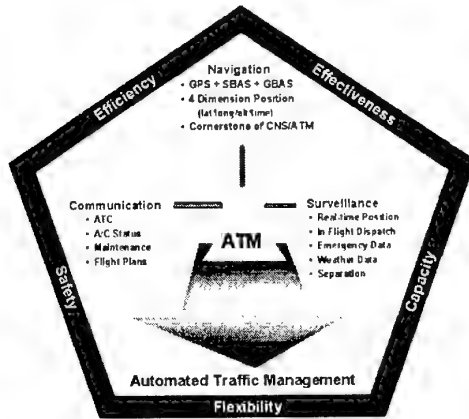 Efficiency
Effectiveness
Navigation
• GPS + SBAS + GBAS
• 4 Dimension Position
(lat/long/alt/time)
• Cornerstone of CNS/ATM
Communication
• ATC
• A/C Status
• Maintenance
• Flight Plans
Surveillance
• Real-time Position
• In Flight Dispatch
• Emergency Data
• Weather Data
• Separation
ATM
Safety
Capacity
Automated Traffic Management
Flexibility